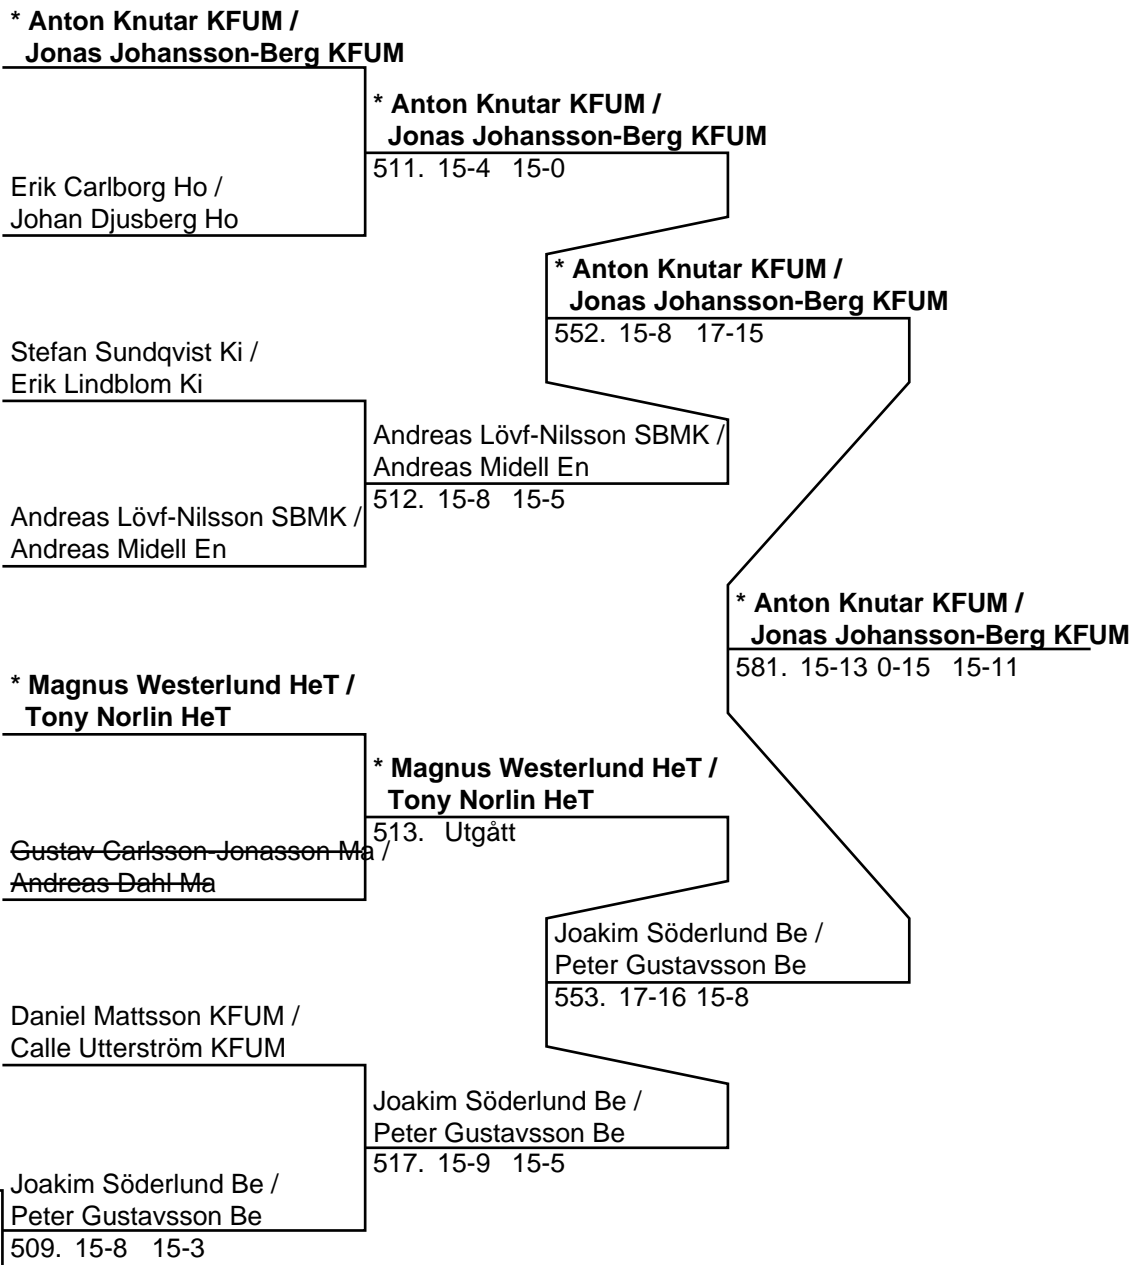 * Anton Knutar KFUM /
Jonas Johansson-Berg KFUM
* Anton Knutar KFUM /
Jonas Johansson-Berg KFUM
511. 15-4 15-0
Erik Carlborg Ho /
Johan Djusberg Ho
* Anton Knutar KFUM /
Jonas Johansson-Berg KFUM
552. 15-8 17-15
Stefan Sundqvist Ki /
Erik Lindblom Ki
Andreas Lövf-Nilsson SBMK /
Andreas Midell En
512. 15-8 15-5
Andreas Lövf-Nilsson SBMK /
Andreas Midell En
* Anton Knutar KFUM /
Jonas Johansson-Berg KFUM
581. 15-13 0-15 15-11
* Magnus Westerlund HeT /
Tony Norlin HeT
* Magnus Westerlund HeT /
Tony Norlin HeT
513. Utgått
Gustav Carlsson-Jonasson Ma /
Andreas Dahl Ma
Joakim Söderlund Be /
Peter Gustavsson Be
553. 17-16 15-8
Daniel Mattsson KFUM /
Calle Utterström KFUM
Joakim Söderlund Be /
Peter Gustavsson Be
517. 15-9 15-5
Joakim Söderlund Be /
Peter Gustavsson Be
509. 15-8 15-3